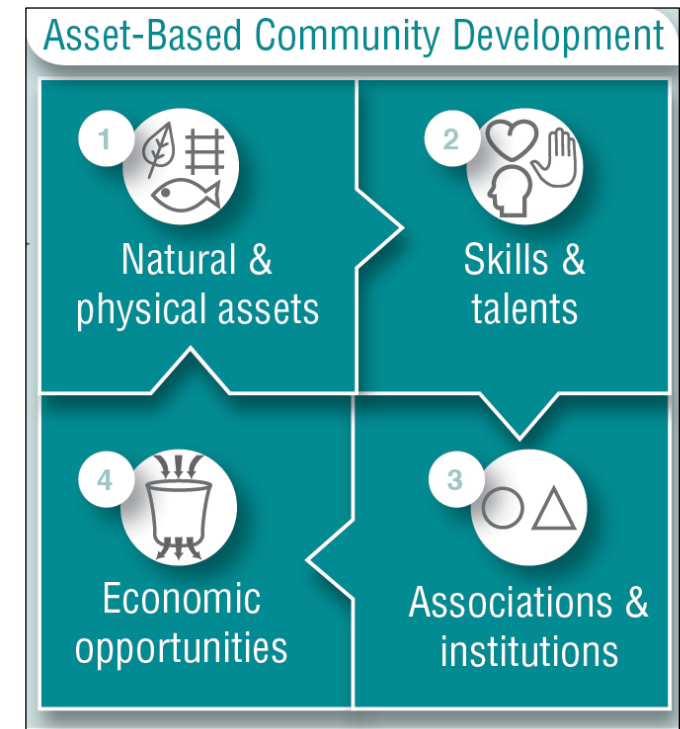 Asset-Based Community Development
1
Natural &
physical assets
2
Skills &
talents
3
Associations &
institutions
4
Economic
opportunities